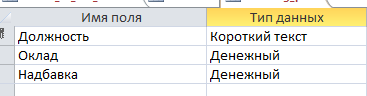 Имя поля Тип данных
Должность Короткий текст
Оклад Денежный
Надбавка Денежный